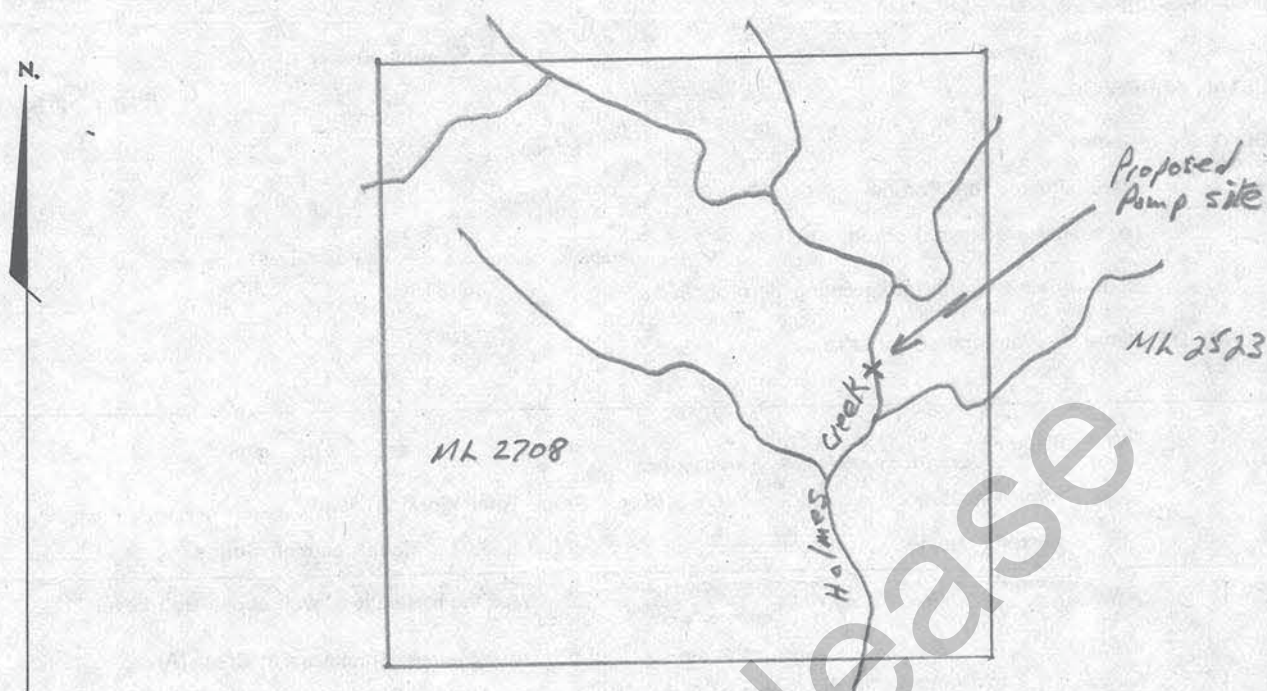 N.
Proposed
Pump site
ML 2523
ML 2708
Holmes Creek
lease